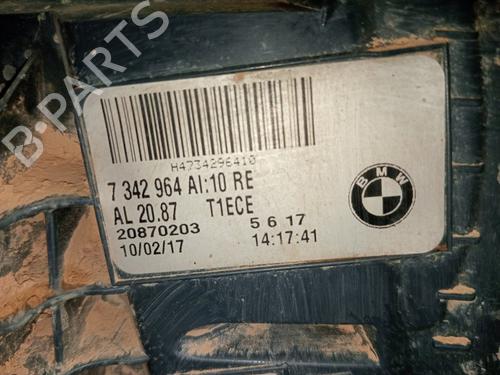 B-PARTS
H4734296410
7 342 964 AI:10 RE
AL 20.87 T1ECE
20870203 5 6 17
10/02/17 14:17:41
BMW